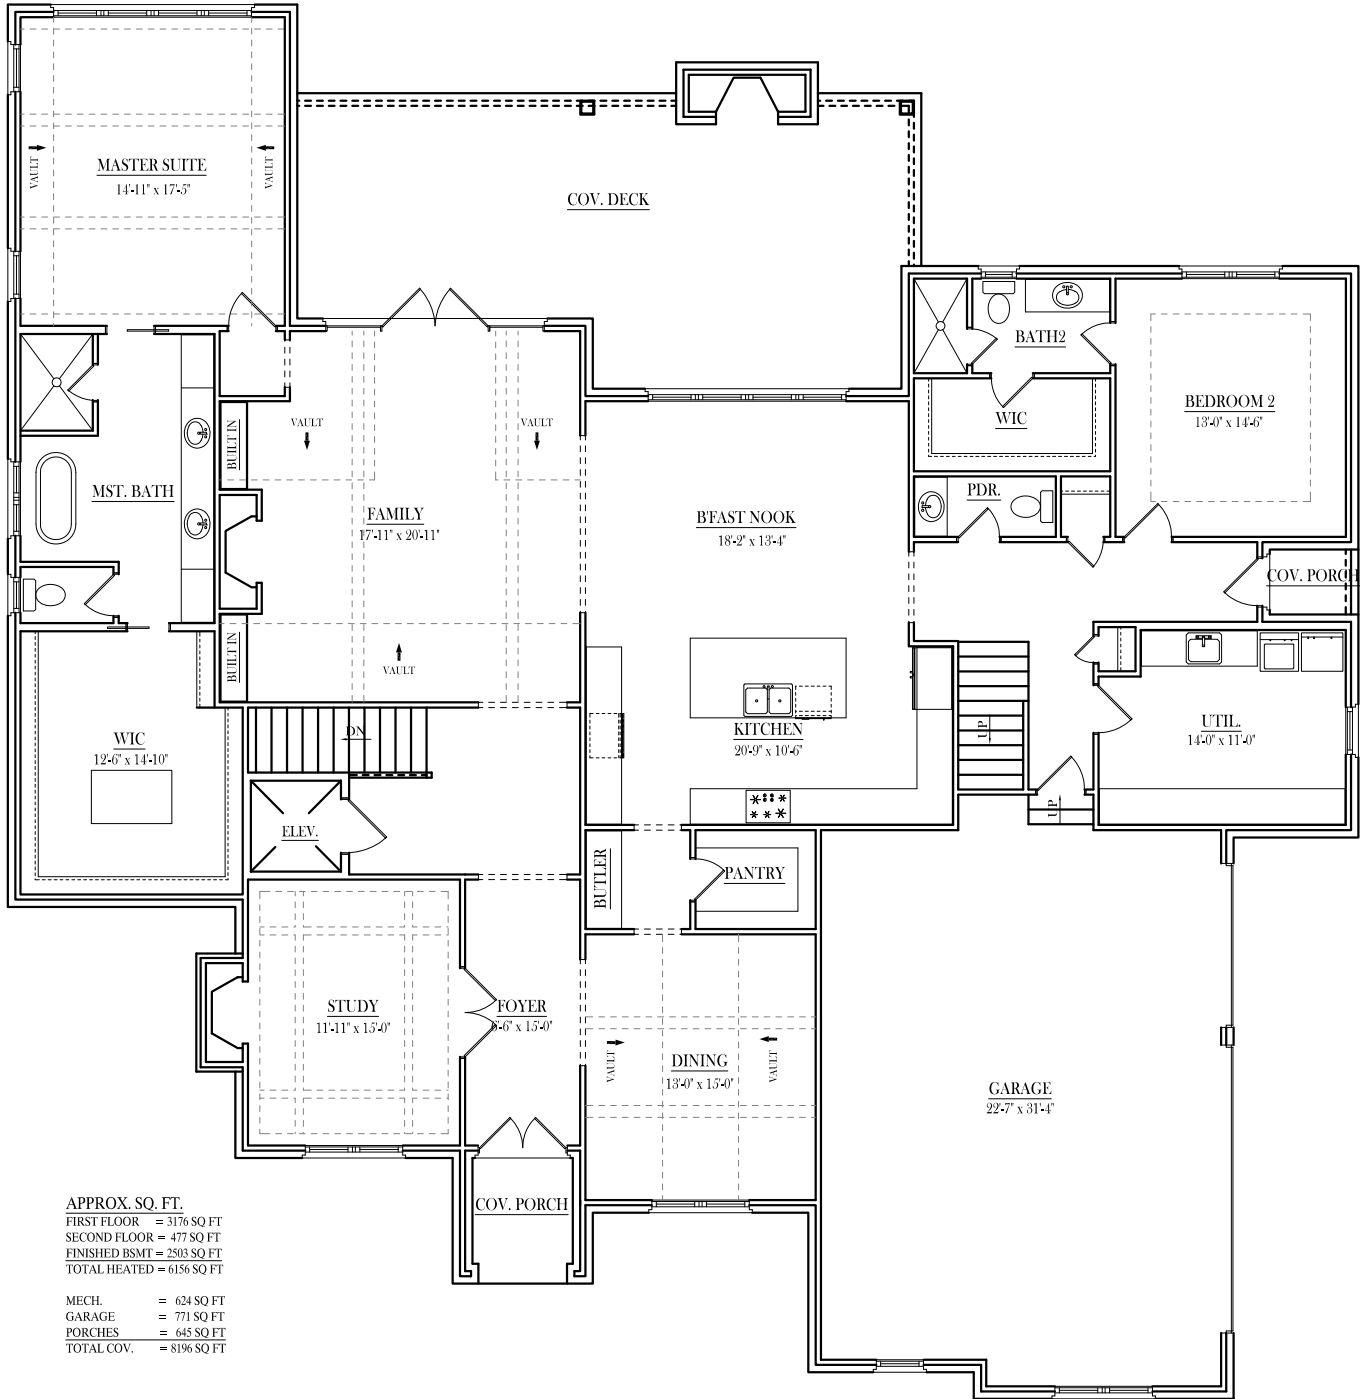 MASTER SUITE
14'-11" x 17'-5"
VAULT
VAULT
COV. DECK
BATH2
BEDROOM 2
13'-0" x 14'-6"
WIC
VAULT
VAULT
BUILT IN
MST. BATH
PDR.
FAMILY
17'-11" x 20'-11"
B'FAST NOOK
18'-2" x 13'-4"
COV. PORCH
BUILT IN
VAULT
WIC
12'-6" x 14'-10"
DN
KITCHEN
20'-9" x 10'-6"
UP
UTIL.
14'-0" x 11'-0"
UP
ELEV.
BUTLER
PANTRY
STUDY
11'-11" x 15'-0"
FOYER
6'-6" x 15'-0"
VAULT
VAULT
DINING
13'-0" x 15'-0"
GARAGE
22'-7" x 31'-4"
COV. PORCH
APPROX. SQ. FT.
FIRST FLOOR = 3176 SQ FT
SECOND FLOOR = 477 SQ FT
FINISHED BSMT = 2503 SQ FT
TOTAL HEATED = 6156 SQ FT
MECH. = 624 SQ FT
GARAGE = 771 SQ FT
PORCHES = 645 SQ FT
TOTAL COV. = 8196 SQ FT